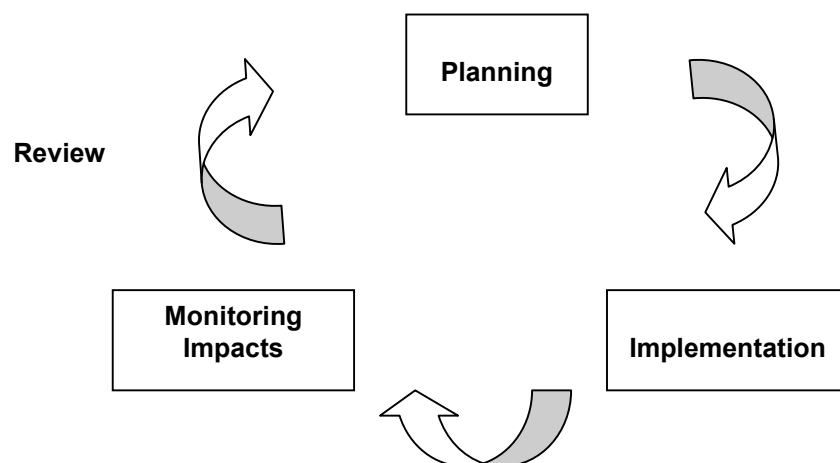 Planning
Review
Monitoring
Impacts
Implementation